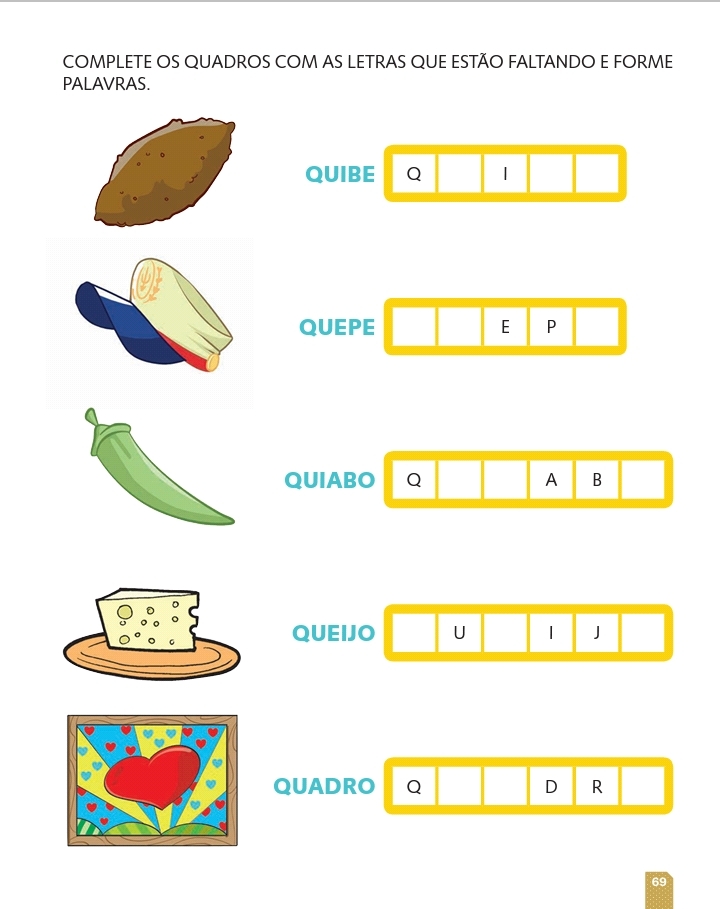 COMPLETE OS QUADROS COM AS LETRAS QUE ESTÃO FALTANDO E FORME
PALAVRAS.
QUIBE Q I
QUEPE E P
QUIABO Q A B
QUEIJO U I J
QUADRO Q D R
69